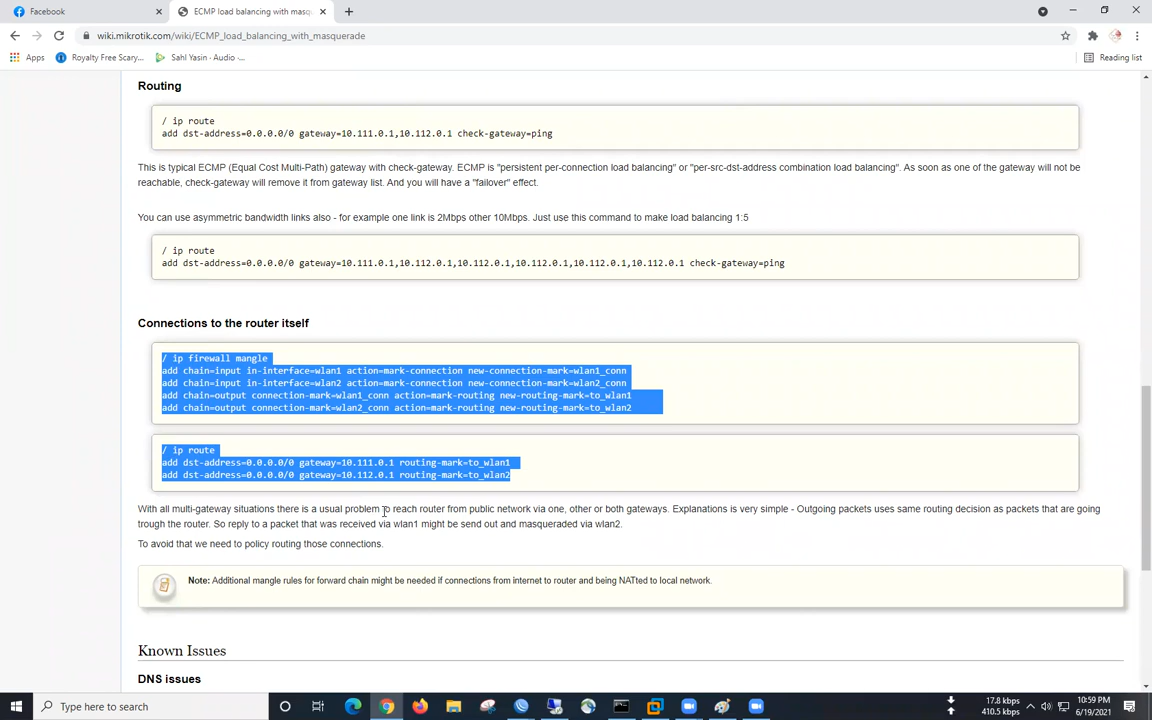 Facebook
ECMP load balancing with masqu
wiki.mikrotik.com/wiki/ECMP_load_balancing_with_masquerade
Apps
Royalty Free Scary...
Sahl Yasin - Audio -...
Reading list
Routing
/ ip route
add dst-address=0.0.0.0/0 gateway=10.111.0.1,10.112.0.1 check-gateway=ping
This is typical ECMP (Equal Cost Multi-Path) gateway with check-gateway. ECMP is "persistent per-connection load balancing" or "per-src-dst-address combination load balancing". As soon as one of the gateway will not be
reachable, check-gateway will remove it from gateway list. And you will have a "failover" effect.
You can use asymmetric bandwidth links also - for example one link is 2Mbps other 10Mbps. Just use this command to make load balancing 1:5
/ ip route
add dst-address=0.0.0.0/0 gateway=10.111.0.1,10.112.0.1,10.112.0.1,10.112.0.1,10.112.0.1,10.112.0.1 check-gateway=ping
Connections to the router itself
/ ip firewall mangle
add chain=input in-interface=wlan1 action=mark-connection new-connection-mark=wlan1_conn
add chain=input in-interface=wlan2 action=mark-connection new-connection-mark=wlan2_conn
add chain=output connection-mark=wlan1_conn action=mark-routing new-routing-mark=to_wlan1
add chain=output connection-mark=wlan2_conn action=mark-routing new-routing-mark=to_wlan2
/ ip route
add dst-address=0.0.0.0/0 gateway=10.111.0.1 routing-mark=to_wlan1
add dst-address=0.0.0.0/0 gateway=10.112.0.1 routing-mark=to_wlan2
With all multi-gateway situations there is a usual problem to reach router from public network via one, other or both gateways. Explanations is very simple - Outgoing packets uses same routing decision as packets that are going
trough the router. So reply to a packet that was received via wlan1 might be send out and masqueraded via wlan2.
To avoid that we need to policy routing those connections.
Note: Additional mangle rules for forward chain might be needed if connections from internet to router and being NATted to local network.
Known Issues
DNS issues
Type here to search
17.8 kbps
410.5 kbps
10:59 PM
6/19/2021